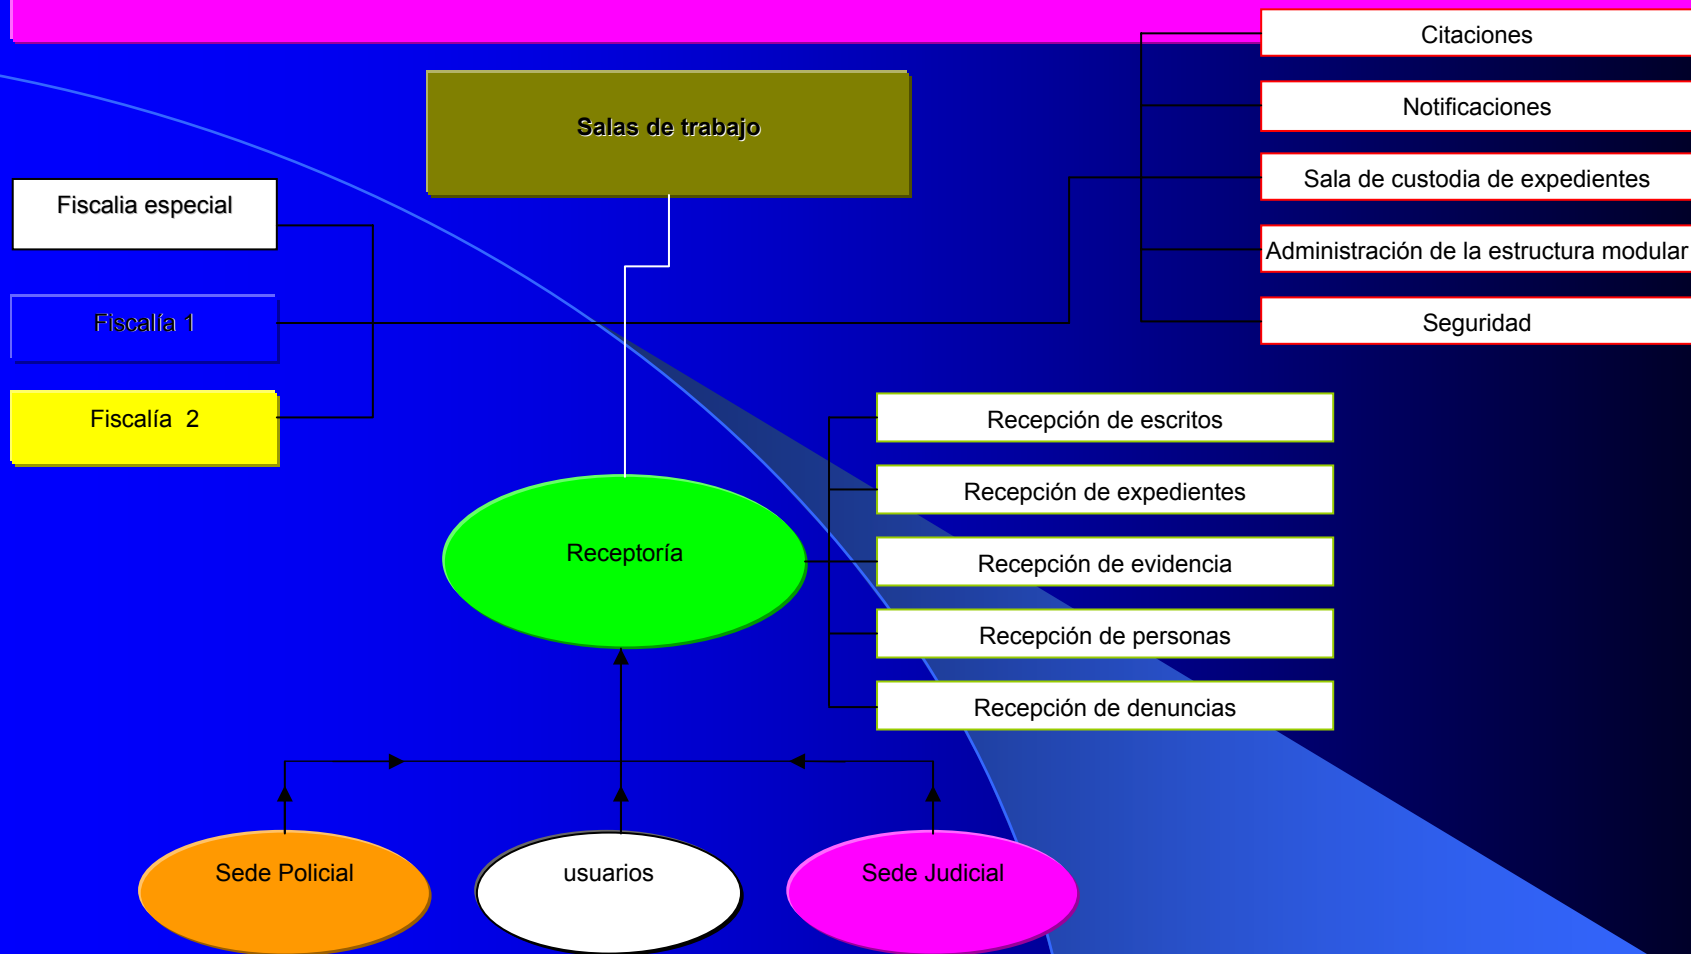 Citaciones
Notificaciones
Salas de trabajo
Sala de custodia de expedientes
Fiscalia especial
Administración de la estructura modular
Fiscalía 1
Seguridad
Fiscalía  2
Recepción de escritos
Recepción de expedientes
Receptoría
Recepción de evidencia
Recepción de personas
Recepción de denuncias
Sede Policial
usuarios
Sede Judicial